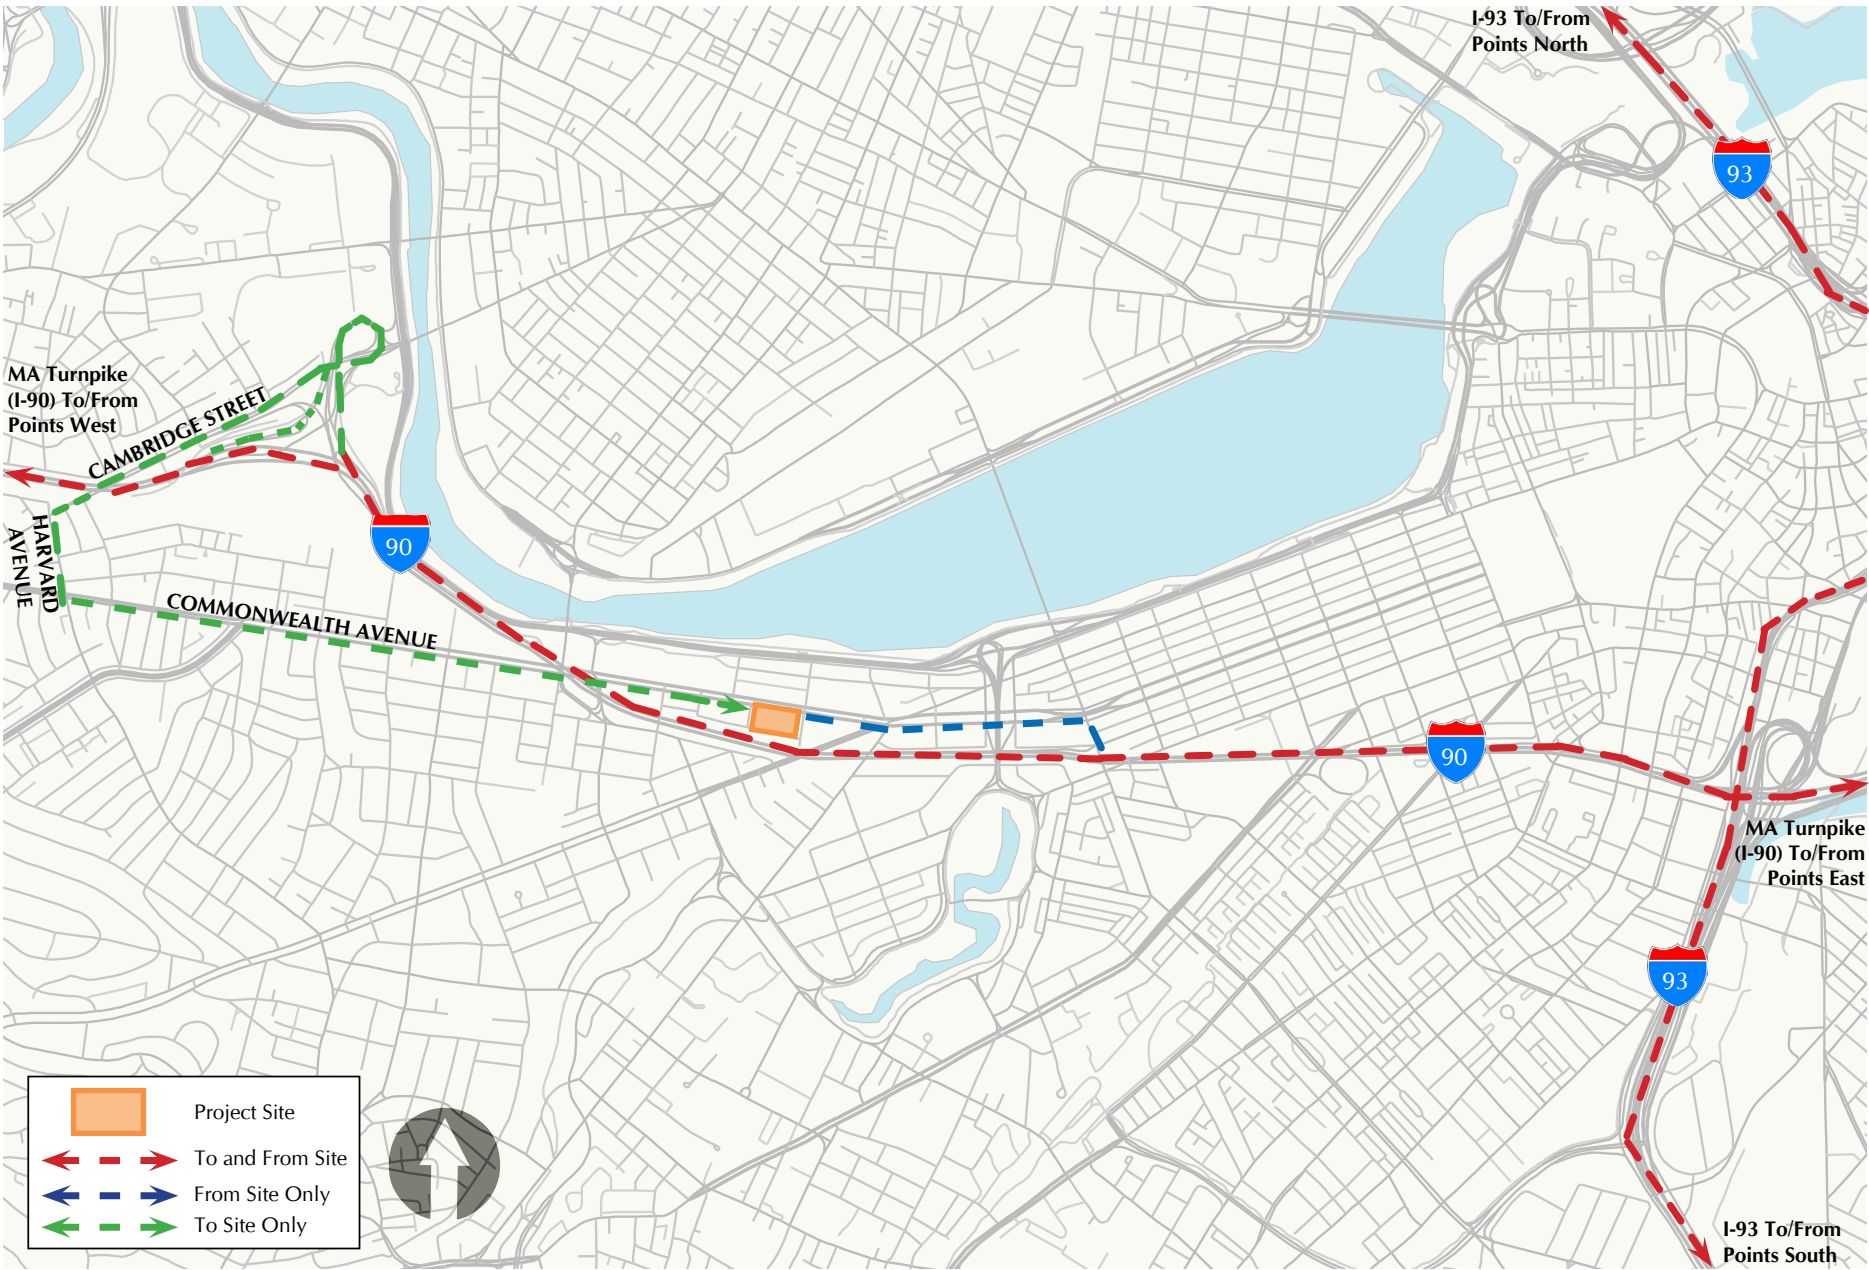 I-93 To/From
Points North
93
MA Turnpike
(I-90) To/From
Points West
CAMBRIDGE STREET
HARVARD
AVENUE
90
COMMONWEALTH AVENUE
90
MA Turnpike
(I-90) To/From
Points East
93
Project Site
To and From Site
From Site Only
To Site Only
I-93 To/From
Points South